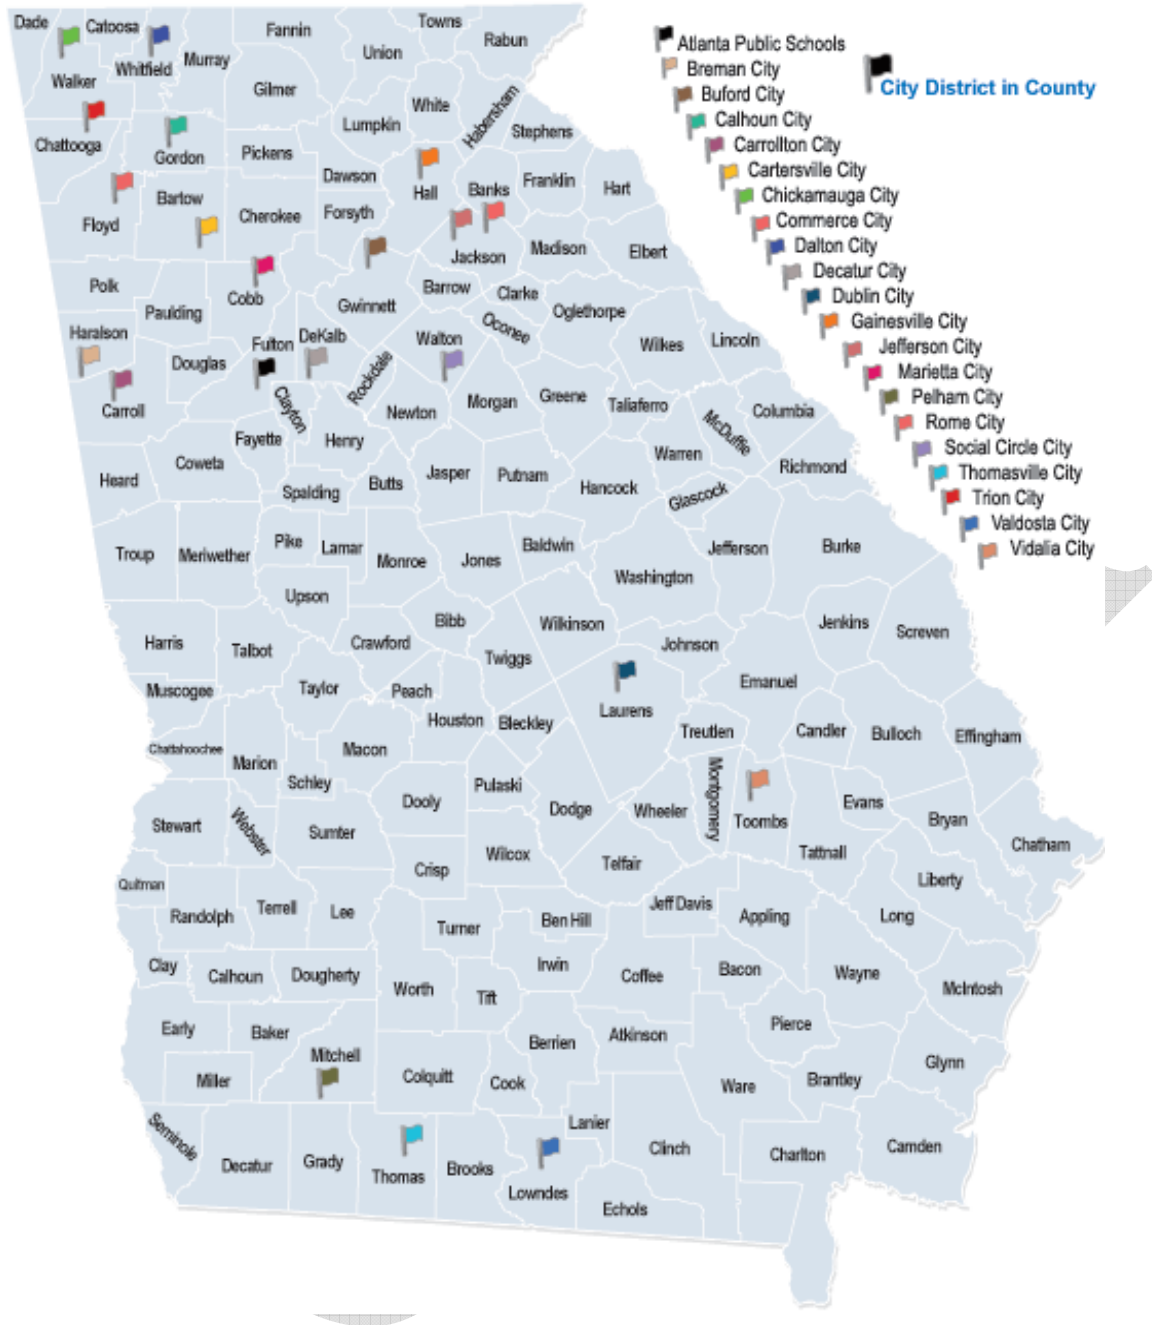 Dade
Catoosa
Fannin
Towns
Union
Rabun
Whitfield
Murray
Walker
Gilmer
White
Habersham
Lumpkin
Stephens
Chattooga
Gordon
Pickens
Dawson
Hall
Banks
Franklin
Hart
Floyd
Bartow
Cherokee
Forsyth
Jackson
Madison
Elbert
Polk
Cobb
Gwinnett
Barrow
Clarke
Oglethorpe
Paulding
Haralson
Fulton
DeKalb
Walton
Oconee
Wilkes
Lincoln
Douglas
Rockdale
Carroll
Clayton
Newton
Morgan
Greene
Taliaferro
McDuffie
Columbia
Fayette
Henry
Warren
Richmond
Heard
Coweta
Spalding
Butts
Jasper
Putnam
Hancock
Glascock
Troup
Meriwether
Pike
Lamar
Monroe
Jones
Baldwin
Jefferson
Burke
Washington
Upson
Harris
Talbot
Crawford
Bibb
Wilkinson
Jenkins
Screven
Twiggs
Johnson
Muscogee
Taylor
Peach
Emanuel
Houston
Bleckley
Laurens
Treutlen
Candler
Bulloch
Effingham
Chattahoochee
Marion
Macon
Schley
Pulaski
Montgomery
Dooly
Dodge
Wheeler
Toombs
Evans
Bryan
Stewart
Webster
Sumter
Chatham
Crisp
Wilcox
Telfair
Tattnall
Liberty
Quitman
Randolph
Terrell
Lee
Turner
Ben Hill
Jeff Davis
Appling
Long
Clay
Calhoun
Dougherty
Worth
Tift
Irwin
Coffee
Bacon
Wayne
McIntosh
Early
Baker
Mitchell
Berrien
Atkinson
Pierce
Miller
Colquitt
Cook
Ware
Brantley
Glynn
Seminole
Decatur
Grady
Thomas
Brooks
Lowndes
Lanier
Clinch
Charlton
Camden
Echols
Atlanta Public Schools
Breman City
Buford City
Calhoun City
Carrollton City
Cartersville City
Chickamauga City
Commerce City
Dalton City
Decatur City
Dublin City
Gainesville City
Jefferson City
Marietta City
Pelham City
Rome City
Social Circle City
Thomasville City
Trion City
Valdosta City
Vidalia City
City District in County